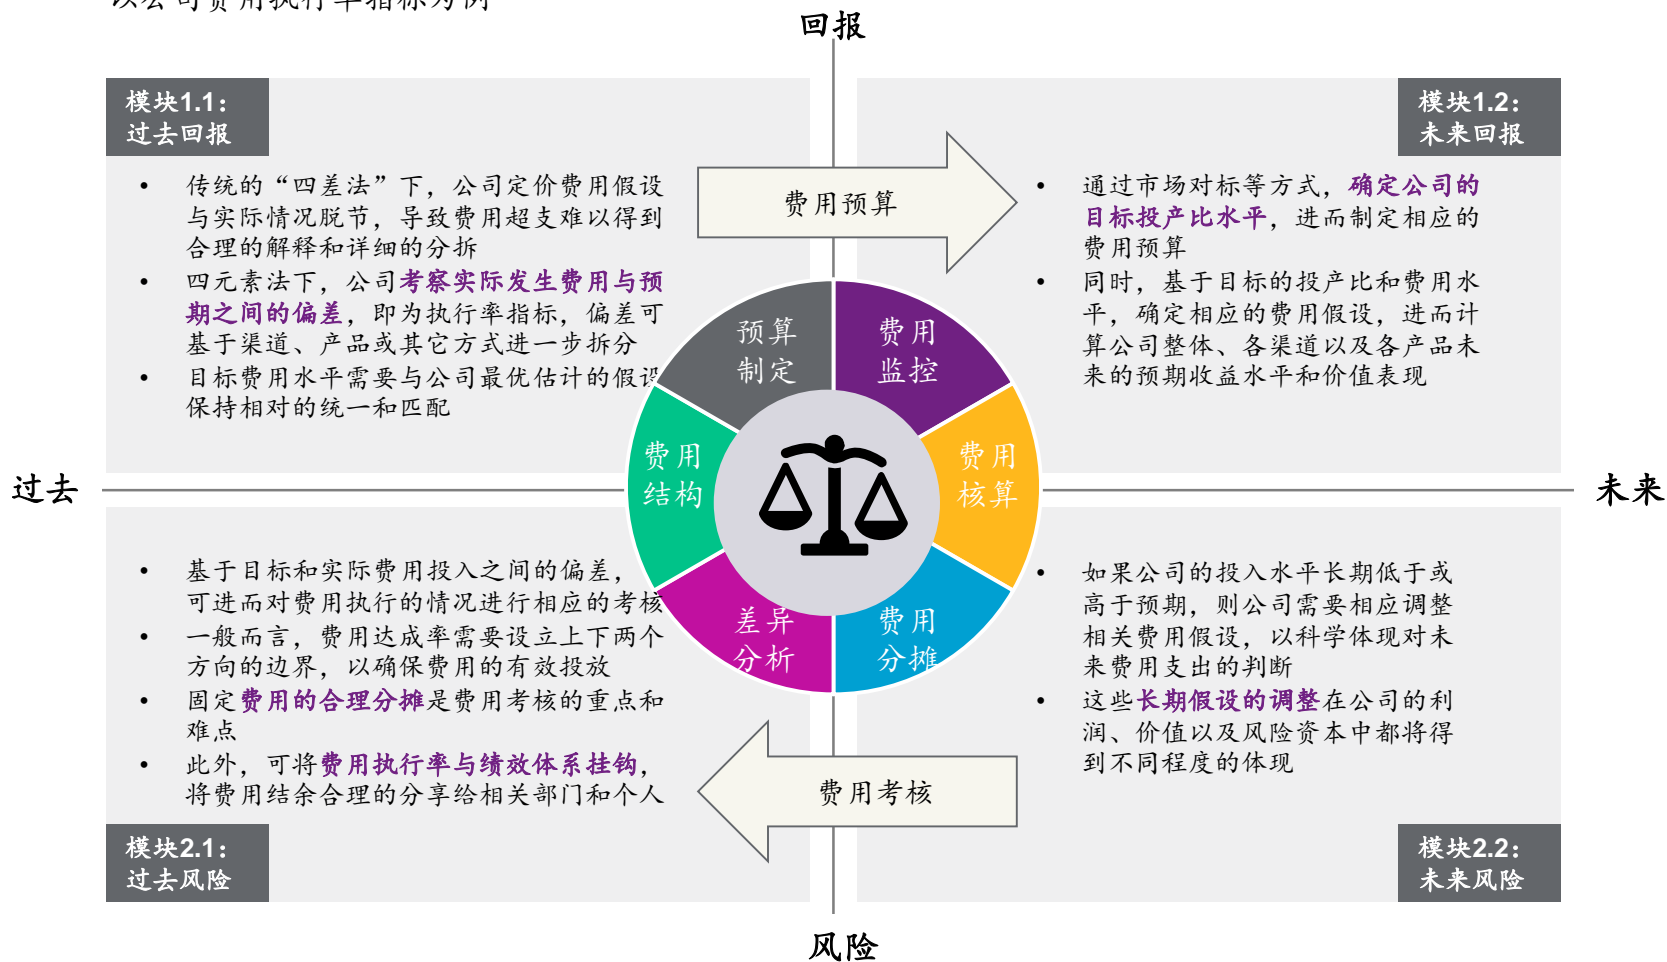 以公司费用执行率指标为例
回报
模块1.1：
过去回报
传统的“四差法”下，公司定价费用假设
与实际情况脱节，导致费用超支难以得到
合理的解释和详细的分拆
四元素法下，公司考察实际发生费用与预
期之间的偏差，即为执行率指标，偏差可
基于渠道、产品或其它方式进一步拆分
目标费用水平需要与公司最优估计的假设
保持相对的统一和匹配
费用预算
模块1.2：
未来回报
通过市场对标等方式，确定公司的
目标投产比水平，进而制定相应的
费用预算
同时，基于目标的投产比和费用水
平，确定相应的费用假设，进而计
算公司整体、各渠道以及各产品未
来的预期收益水平和价值表现
预算
制定
费用
监控
费用
结构
费用
核算
差异
分析
费用
分摊
过去
未来
基于目标和实际费用投入之间的偏差，
可进而对费用执行的情况进行相应的考核
一般而言，费用达成率需要设立上下两个
方向的边界，以确保费用的有效投放
固定费用的合理分摊是费用考核的重点和
难点
此外，可将费用执行率与绩效体系挂钩，
将费用结余合理的分享给相关部门和个人
模块2.1：
过去风险
费用考核
如果公司的投入水平长期低于或
高于预期，则公司需要相应调整
相关费用假设，以科学体现对未
来费用支出的判断
这些长期假设的调整在公司的利
润、价值以及风险资本中都将得
到不同程度的体现
模块2.2：
未来风险
风险